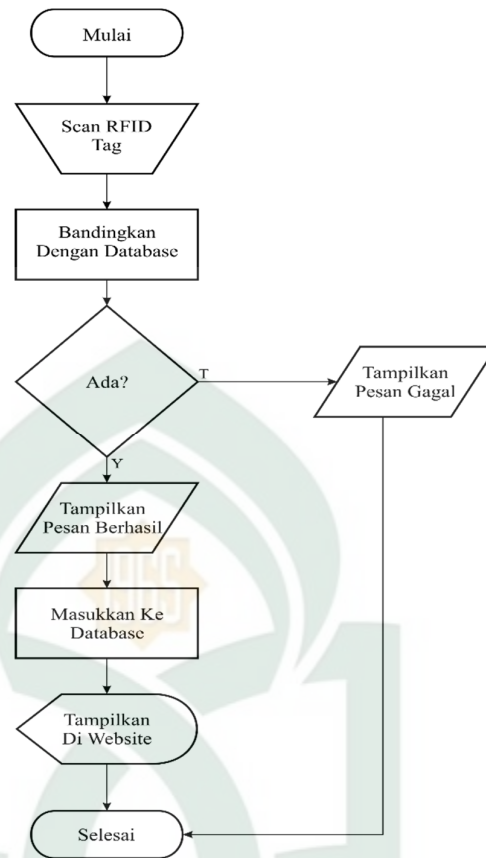 Mulai
Scan RFID
Tag
Bandingkan
Dengan Database
Ada?
T
Tampilkan
Pesan Gagal
Y
Tampilkan
Pesan Berhasil
Masukkan Ke
Database
Tampilkan
Di Website
Selesai